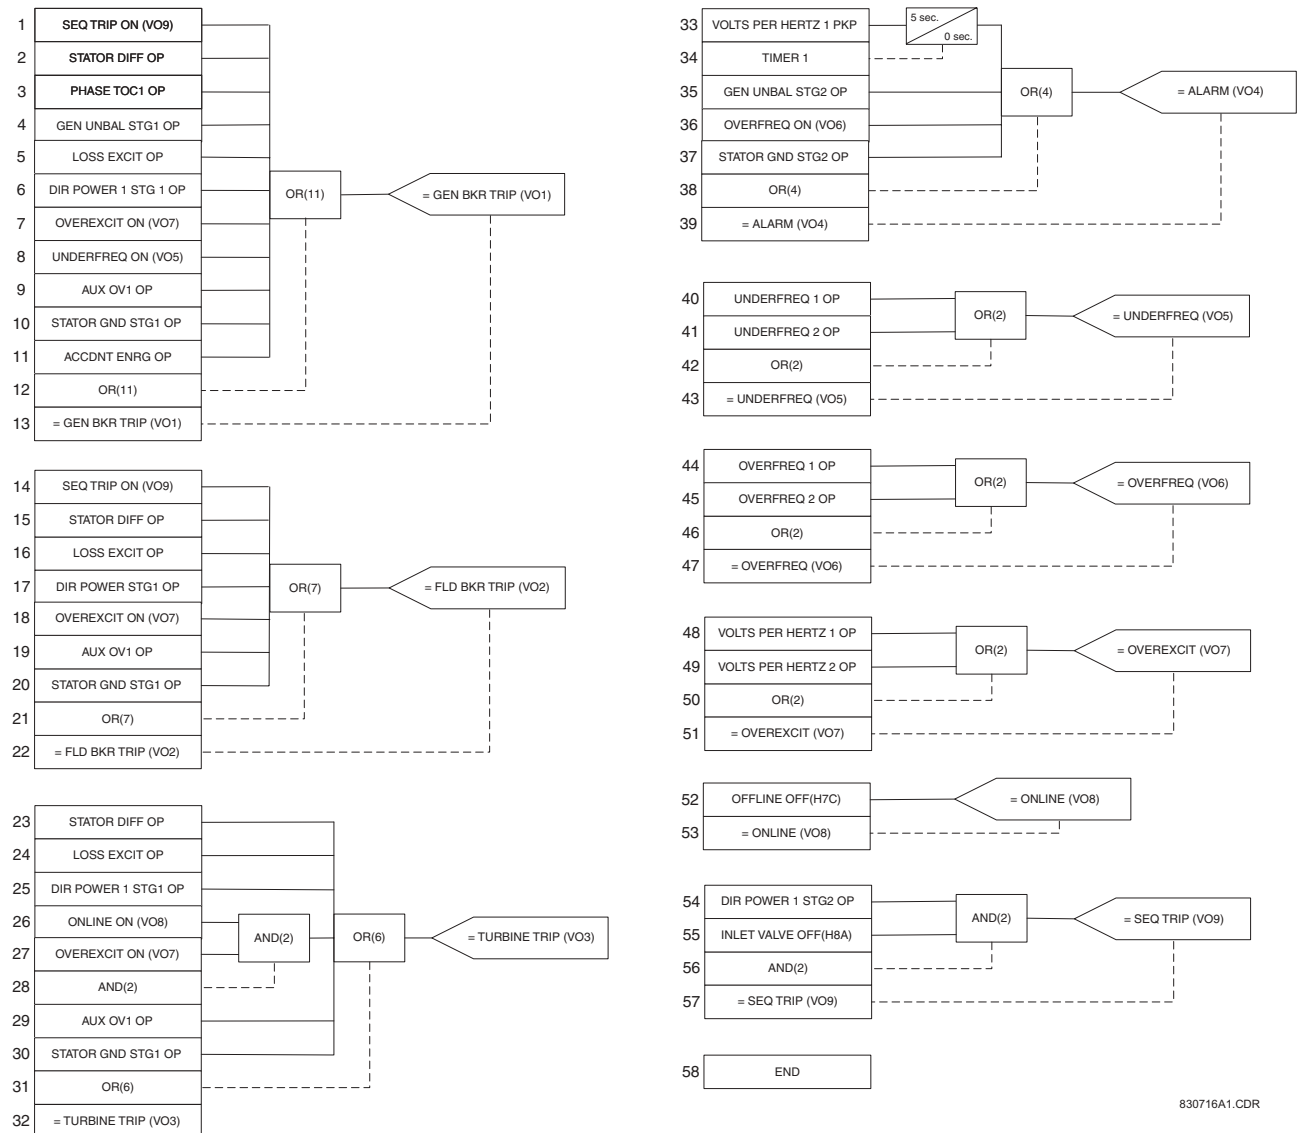 1 SEQ TRIP ON (VO9)
2 STATOR DIFF OP
3 PHASE TOC1 OP
4 GEN UNBAL STG1 OP
5 LOSS EXCIT OP
6 DIR POWER 1 STG 1 OP
7 OVEREXCIT ON (VO7)
8 UNDERFREQ ON (VO5)
9 AUX OV1 OP
10 STATOR GND STG1 OP
11 ACCDNT ENRG OP
12 OR(11)
13 = GEN BKR TRIP (VO1)
OR(11)
= GEN BKR TRIP (VO1)
14 SEQ TRIP ON (VO9)
15 STATOR DIFF OP
16 LOSS EXCIT OP
17 DIR POWER STG1 OP
18 OVEREXCIT ON (VO7)
19 AUX OV1 OP
20 STATOR GND STG1 OP
21 OR(7)
22 = FLD BKR TRIP (VO2)
OR(7)
= FLD BKR TRIP (VO2)
23 STATOR DIFF OP
24 LOSS EXCIT OP
25 DIR POWER 1 STG1 OP
26 ONLINE ON (VO8)
27 OVEREXCIT ON (VO7)
28 AND(2)
29 AUX OV1 OP
30 STATOR GND STG1 OP
31 OR(6)
32 = TURBINE TRIP (VO3)
AND(2)
OR(6)
= TURBINE TRIP (VO3)
33 VOLTS PER HERTZ 1 PKP
34 TIMER 1
35 GEN UNBAL STG2 OP
36 OVERFREQ ON (VO6)
37 STATOR GND STG2 OP
38 OR(4)
39 = ALARM (VO4)
5 sec.
0 sec.
OR(4)
= ALARM (VO4)
40 UNDERFREQ 1 OP
41 UNDERFREQ 2 OP
42 OR(2)
43 = UNDERFREQ (VO5)
OR(2)
= UNDERFREQ (VO5)
44 OVERFREQ 1 OP
45 OVERFREQ 2 OP
46 OR(2)
47 = OVERFREQ (VO6)
OR(2)
= OVERFREQ (VO6)
48 VOLTS PER HERTZ 1 OP
49 VOLTS PER HERTZ 2 OP
50 OR(2)
51 = OVEREXCIT (VO7)
OR(2)
= OVEREXCIT (VO7)
52 OFFLINE OFF(H7C)
53 = ONLINE (VO8)
= ONLINE (VO8)
54 DIR POWER 1 STG2 OP
55 INLET VALVE OFF(H8A)
56 AND(2)
57 = SEQ TRIP (VO9)
AND(2)
= SEQ TRIP (VO9)
58 END
830716A1.CDR